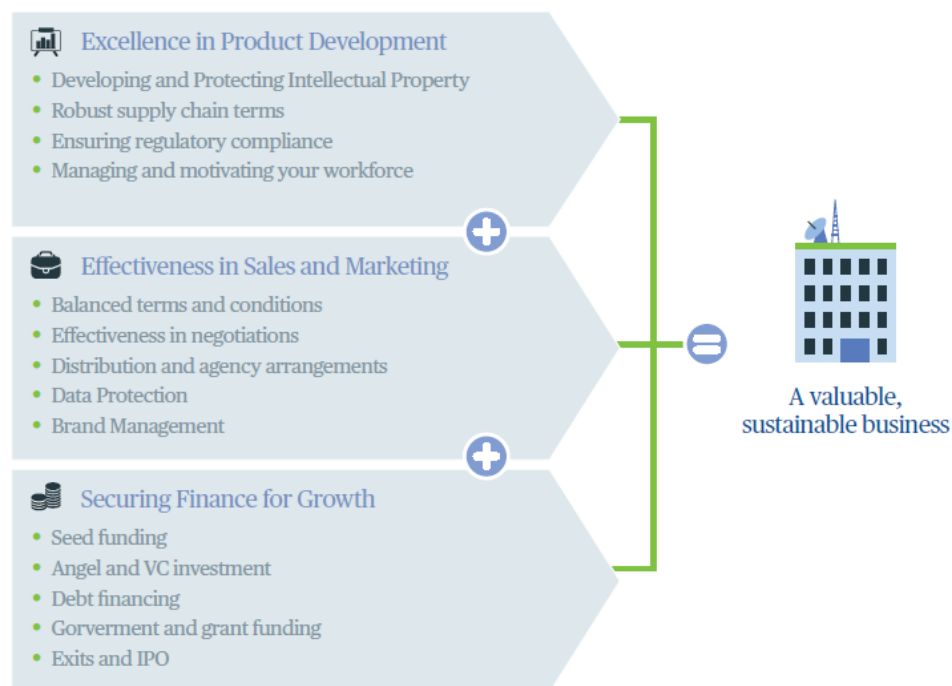 Excellence in Product Development
• Developing and Protecting Intellectual Property
• Robust supply chain terms
• Ensuring regulatory compliance
• Managing and motivating your workforce
Effectiveness in Sales and Marketing
• Balanced terms and conditions
• Effectiveness in negotiations
• Distribution and agency arrangements
• Data Protection
• Brand Management
Securing Finance for Growth
• Seed funding
• Angel and VC investment
• Debt financing
• Gorverment and grant funding
• Exits and IPO
A valuable,
sustainable business